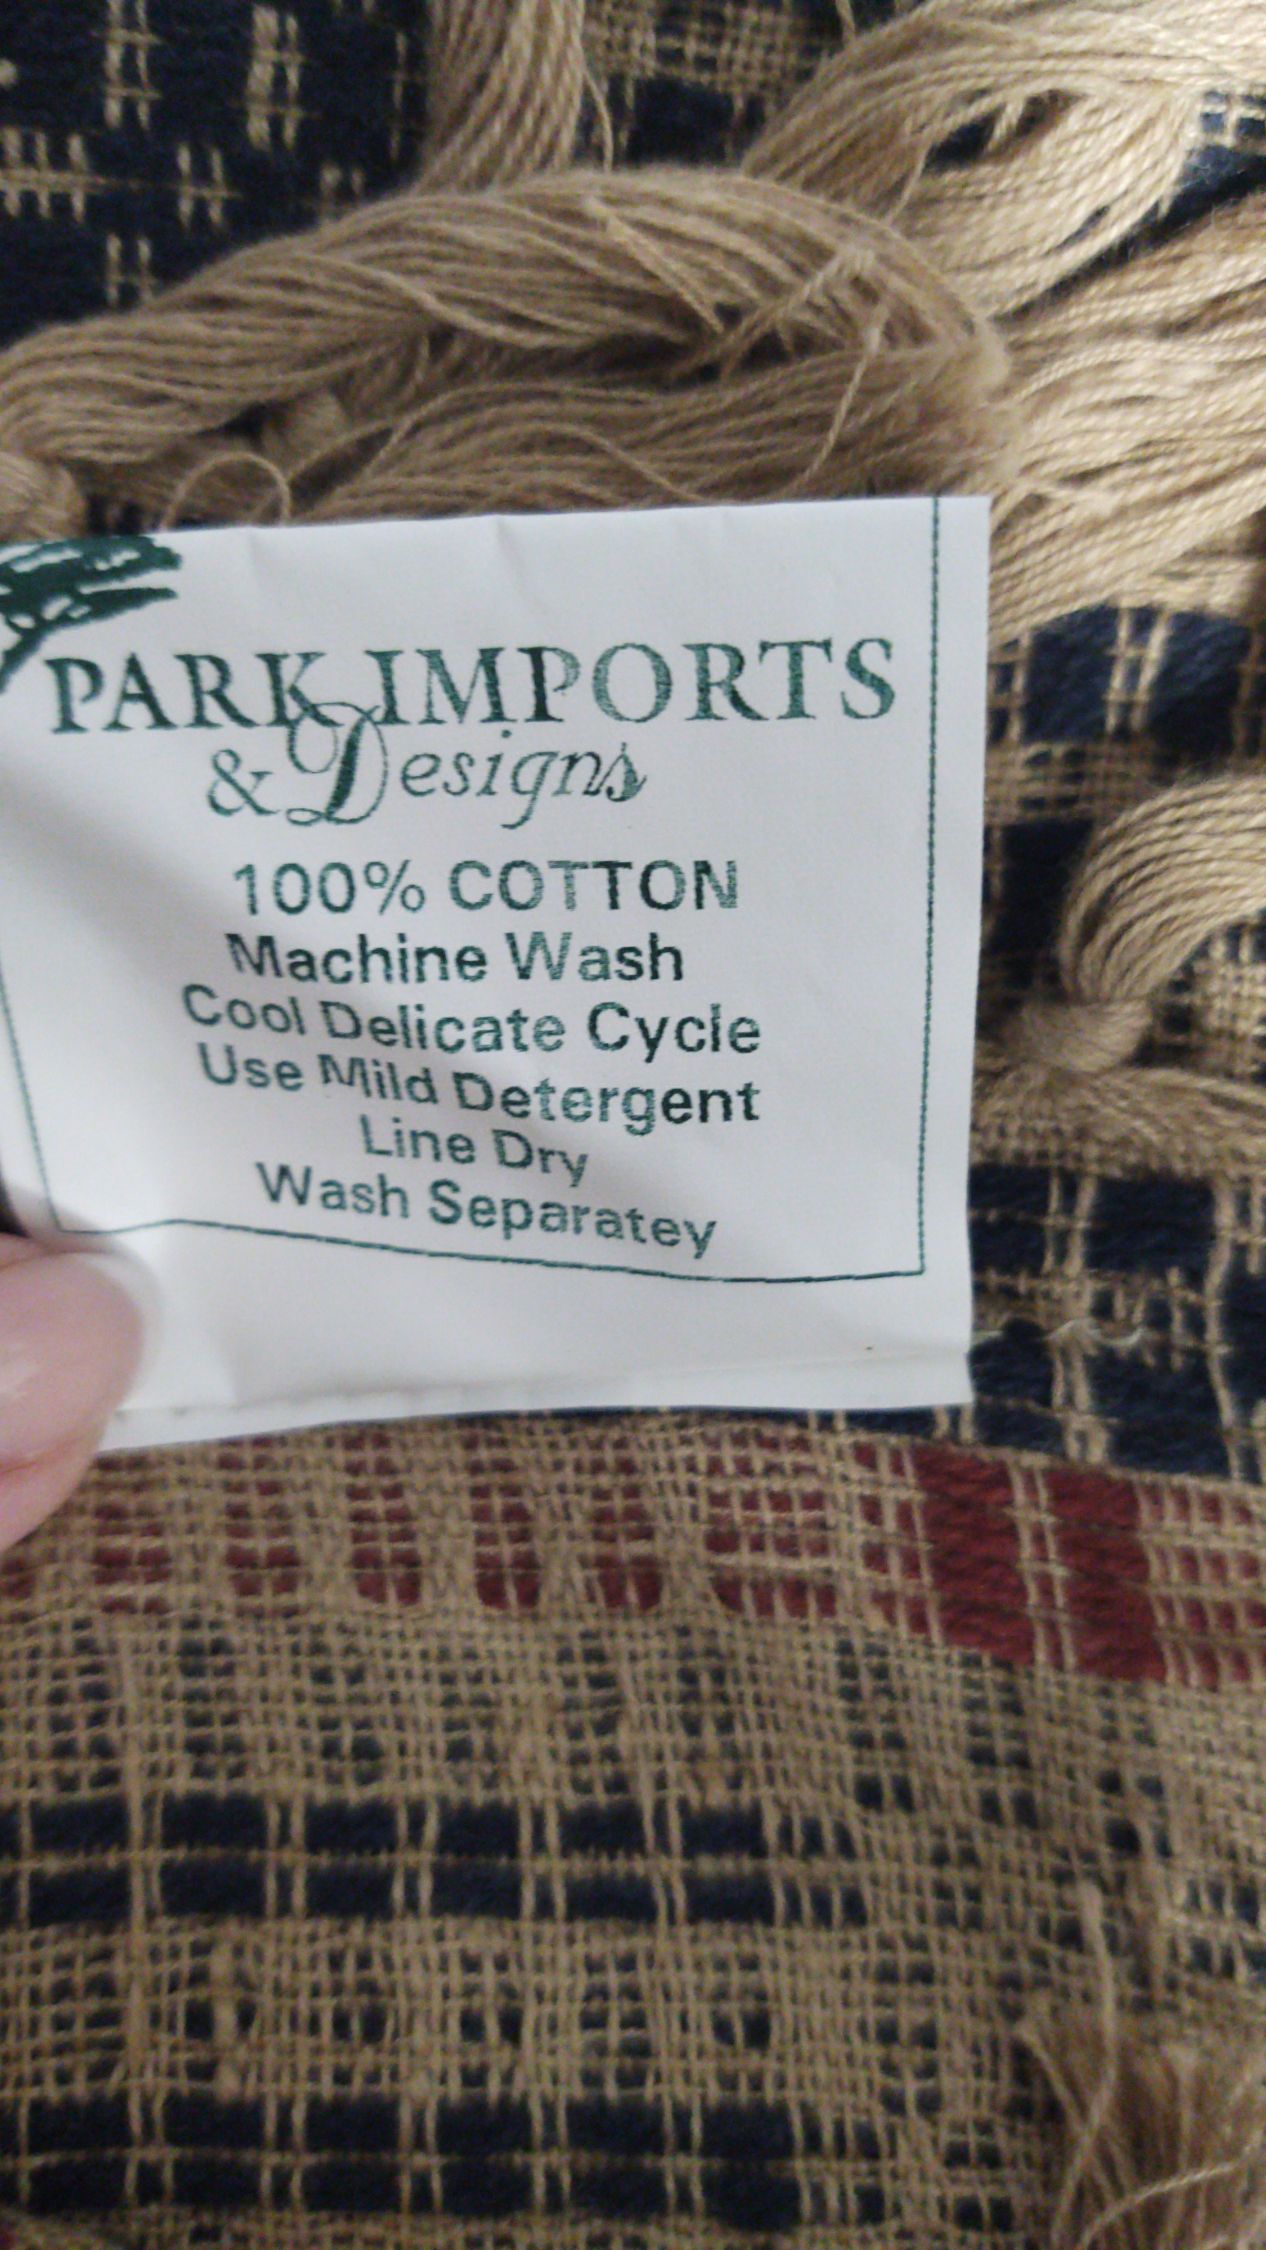 PARK IMPORTS
& Designs
100% COTTON
Machine Wash
Cool Delicate Cycle
Use Mild Detergent
Line Dry
Wash Separatey